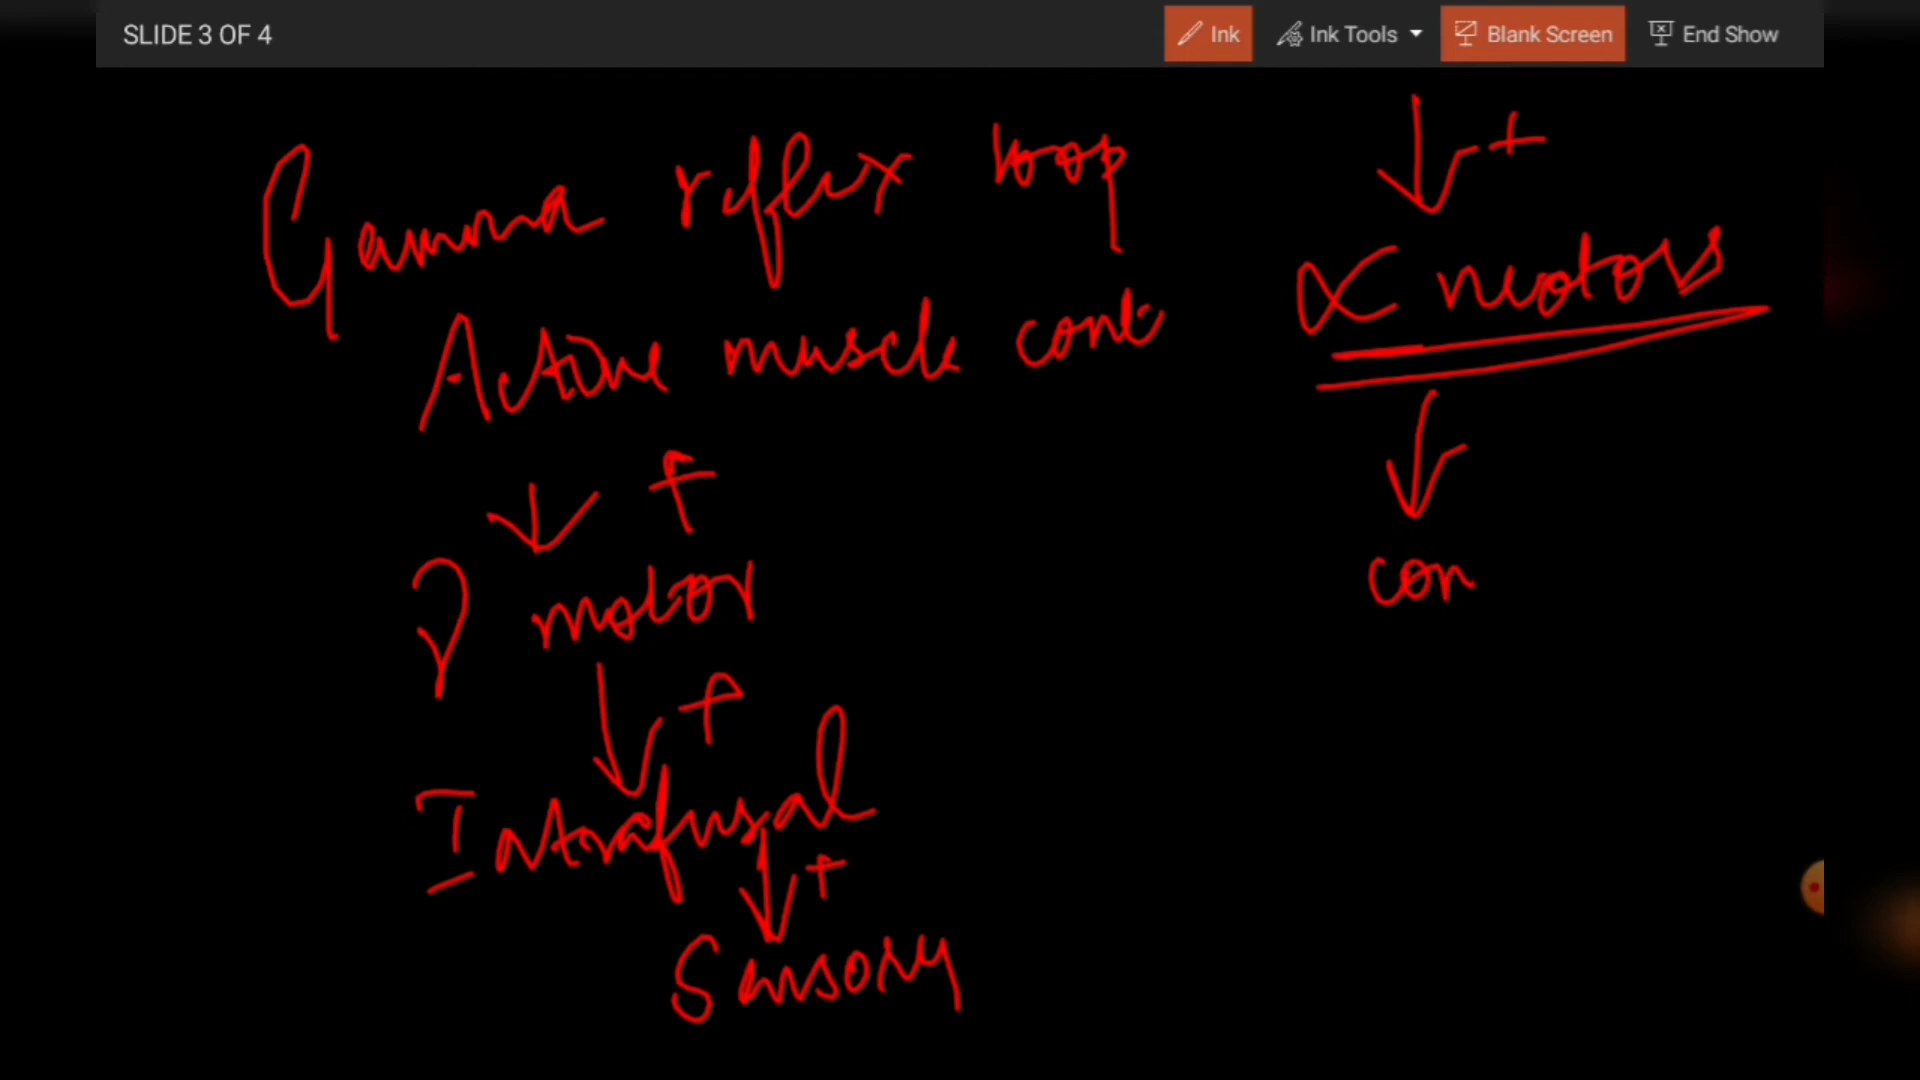 SLIDE 3 OF 4
Ink
Ink Tools
Blank Screen
End Show
Gamma reflex loop
Active muscle cont
+
γ motor
+
Intrafusal
+
Sensory
+
α motors
con